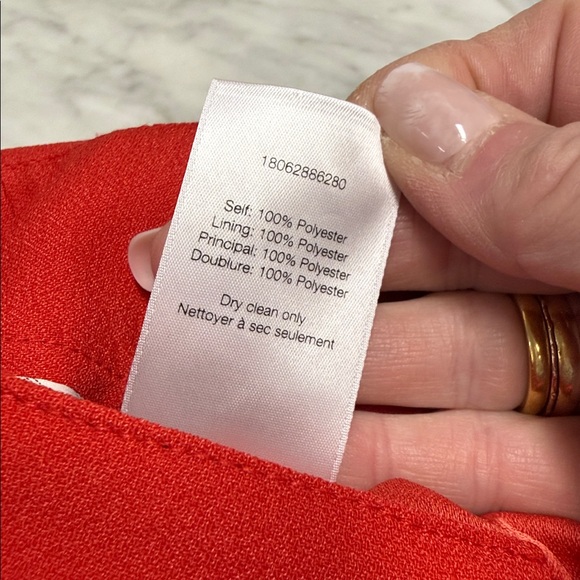 18062886280
Self: 100% Polyester
Lining: 100% Polyester
Principal: 100% Polyester
Doublure: 100% Polyester
Dry clean only
Nettoyer à sec seulement